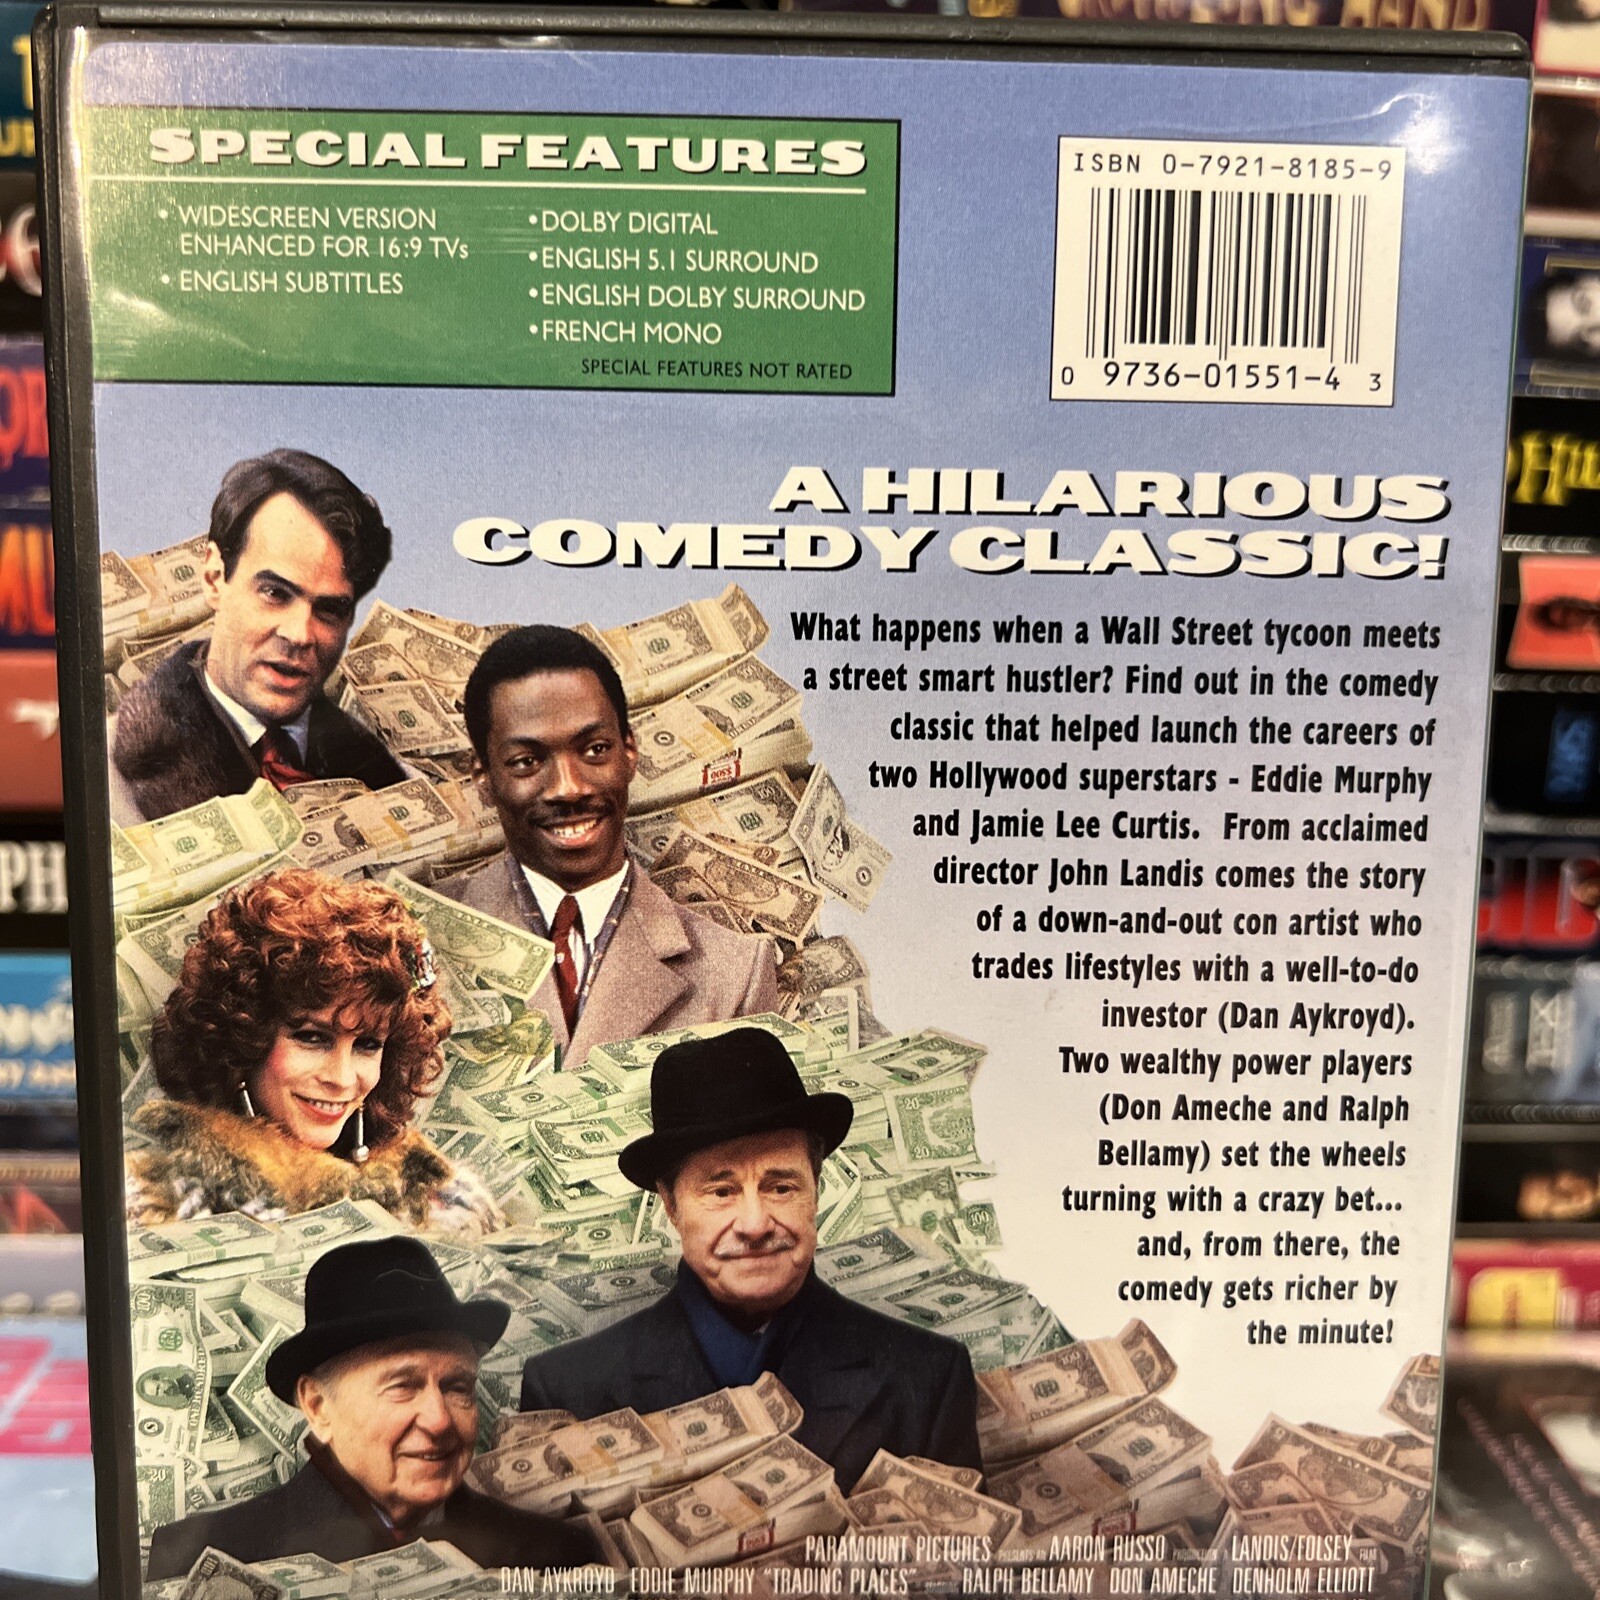 SPECIAL FEATURES
• WIDESCREEN VERSION
ENHANCED FOR 16:9 TVs
• ENGLISH SUBTITLES
• DOLBY DIGITAL
• ENGLISH 5.1 SURROUND
• ENGLISH DOLBY SURROUND
• FRENCH MONO
SPECIAL FEATURES NOT RATED
ISBN 0-7921-8185-9
0 9736-01551-4 3
A HILARIOUS
COMEDY CLASSIC!
What happens when a Wall Street tycoon meets
a street smart hustler? Find out in the comedy
classic that helped launch the careers of
two Hollywood superstars - Eddie Murphy
and Jamie Lee Curtis. From acclaimed
director John Landis comes the story
of a down-and-out con artist who
trades lifestyles with a well-to-do
investor (Dan Aykroyd).
Two wealthy power players
(Don Ameche and Ralph
Bellamy) set the wheels
turning with a crazy bet...
and, from there, the
comedy gets richer by
the minute!
PARAMOUNT PICTURES PRESENTS AN AARON RUSSO PRODUCTION A LANDIS/FOLSEY FILM
DAN AYKROYD EDDIE MURPHY "TRADING PLACES" RALPH BELLAMY DON AMECHE DENHOLM ELLIOTT